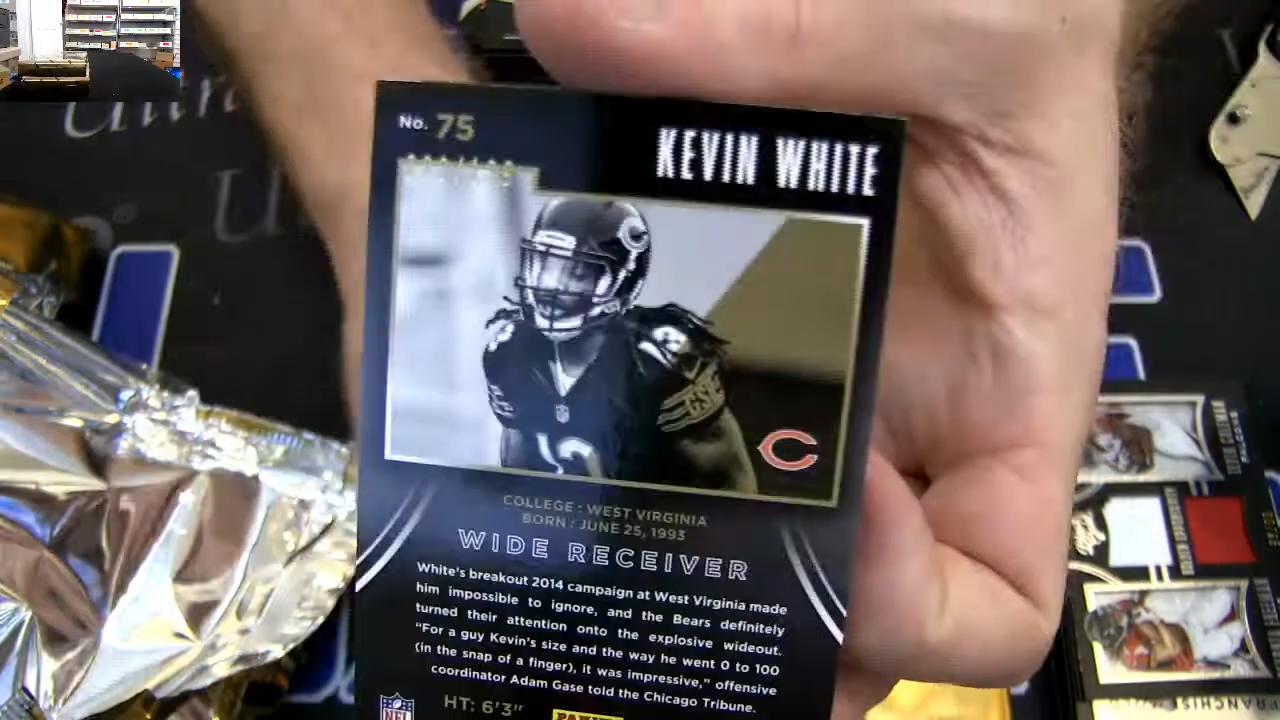 No. 75
KEVIN WHITE
COLLEGE : WEST VIRGINIA
BORN : JUNE 25, 1993
WIDE RECEIVER
White's breakout 2014 campaign at West Virginia made
him impossible to ignore, and the Bears definitely
turned their attention onto the explosive wideout.
"For a guy Kevin's size and the way he went 0 to 100
(in the snap of a finger), it was impressive," offensive
coordinator Adam Gase told the Chicago Tribune.
NFL
HT: 6'3"
PANINI